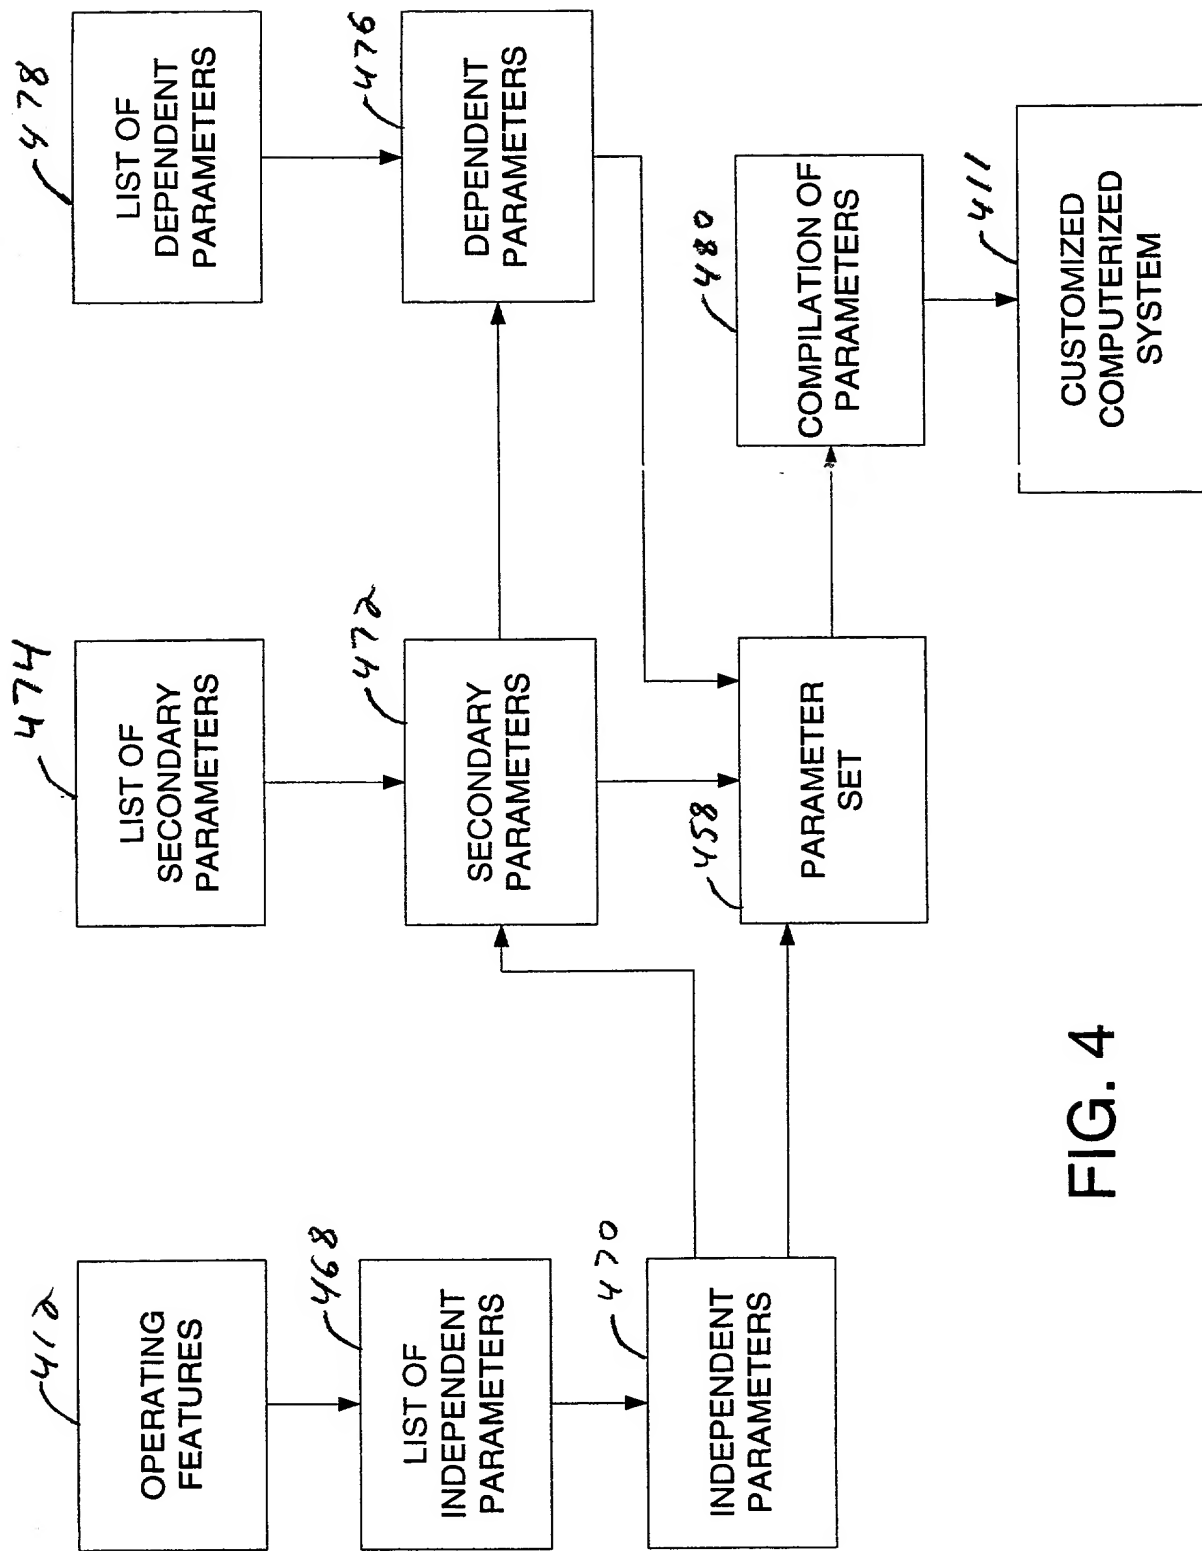 412
OPERATING
FEATURES
468
LIST OF
INDEPENDENT
PARAMETERS
470
INDEPENDENT
PARAMETERS
474
LIST OF
SECONDARY
PARAMETERS
472
SECONDARY
PARAMETERS
458
PARAMETER
SET
478
LIST OF
DEPENDENT
PARAMETERS
476
DEPENDENT
PARAMETERS
480
COMPILATION OF
PARAMETERS
411
CUSTOMIZED
COMPUTERIZED
SYSTEM
FIG. 4